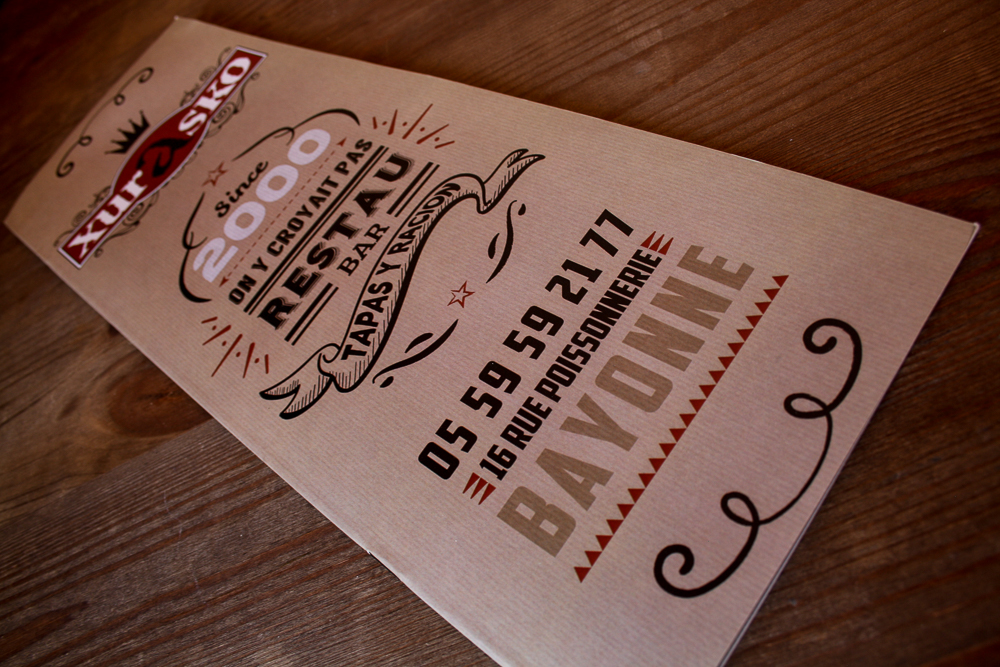 xurasko
Since
2000
ON Y CROYAIT PAS
RESTAU
BAR
TAPAS Y RACION
05 59 59 21 77
16 RUE POISSONNERIE
BAYONNE